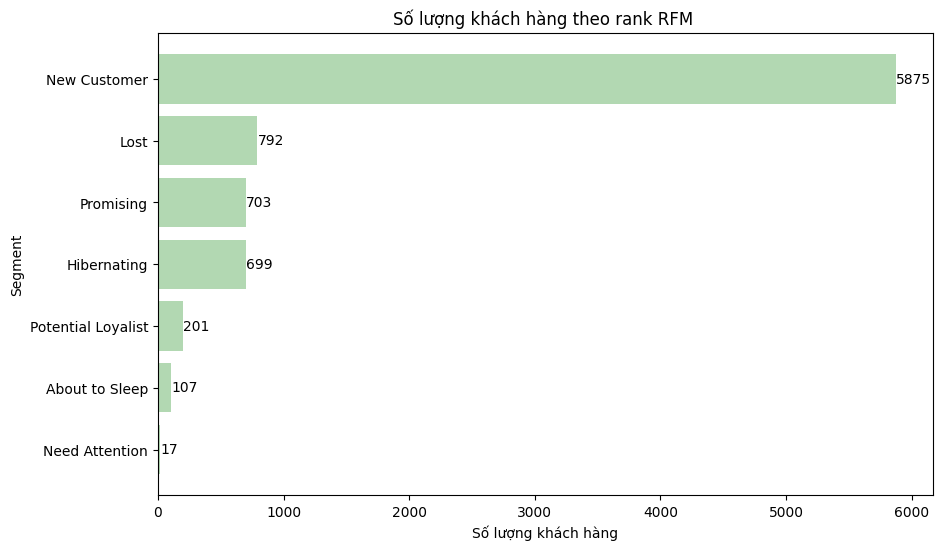 Số lượng khách hàng theo rank RFM
New Customer 5875
Lost 792
Promising 703
Hibernating 699
Potential Loyalist 201
About to Sleep 107
Need Attention 17
Segment
0 1000 2000 3000 4000 5000 6000
Số lượng khách hàng